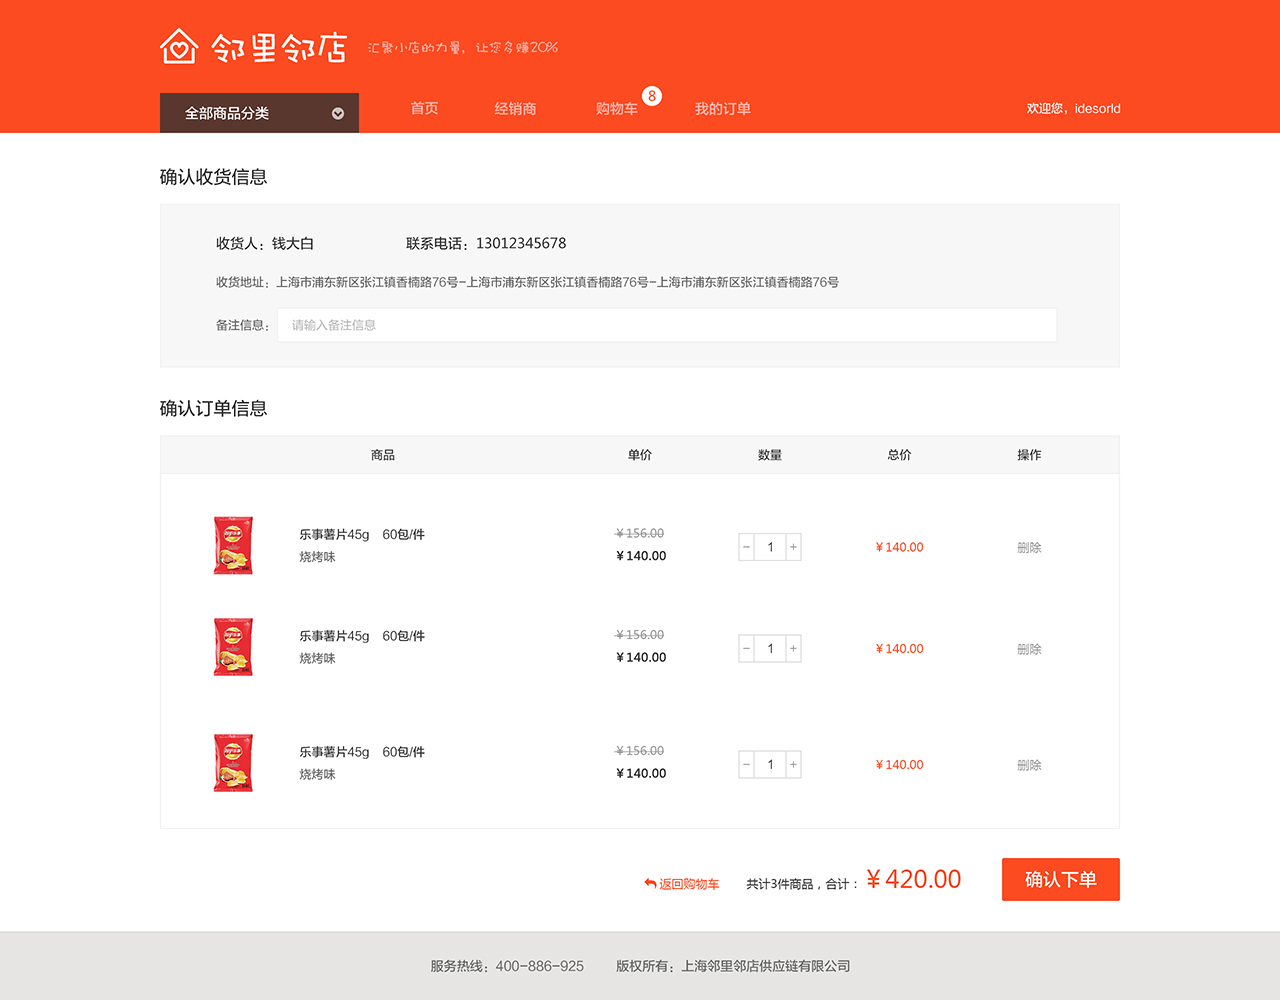 邻里邻店 汇聚小店的力量，让您多赚20%
全部商品分类 首页 经销商 购物车 8 我的订单 欢迎您，idesorld
确认收货信息
收货人：钱大白 联系电话：13012345678
收货地址：上海市浦东新区张江镇香楠路76号-上海市浦东新区张江镇香楠路76号-上海市浦东新区张江镇香楠路76号
备注信息： 请输入备注信息
确认订单信息
商品 单价 数量 总价 操作
乐事薯片45g 60包/件 ¥156.00
烧烤味 ¥140.00 - 1 + ¥140.00 删除
乐事薯片45g 60包/件 ¥156.00
烧烤味 ¥140.00 - 1 + ¥140.00 删除
乐事薯片45g 60包/件 ¥156.00
烧烤味 ¥140.00 - 1 + ¥140.00 删除
返回购物车 共计3件商品，合计： ¥420.00 确认下单
服务热线：400-886-925 版权所有：上海邻里邻店供应链有限公司